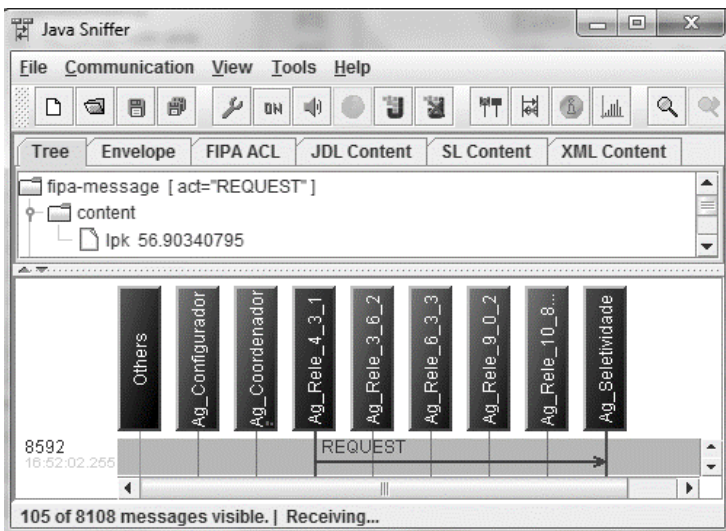 Java Sniffer
File Communication View Tools Help
ON
Tree Envelope FIPA ACL JDL Content SL Content XML Content
fipa-message [ act="REQUEST" ]
content
Ipk 56.90340795
Others
Ag_Configurador
Ag_Coordenador
Ag_Rele_4_3_1
Ag_Rele_3_6_2
Ag_Rele_6_3_3
Ag_Rele_9_0_2
Ag_Rele_10_8...
Ag_Seletividade
8592
16:52:02.255
REQUEST
105 of 8108 messages visible. | Receiving...